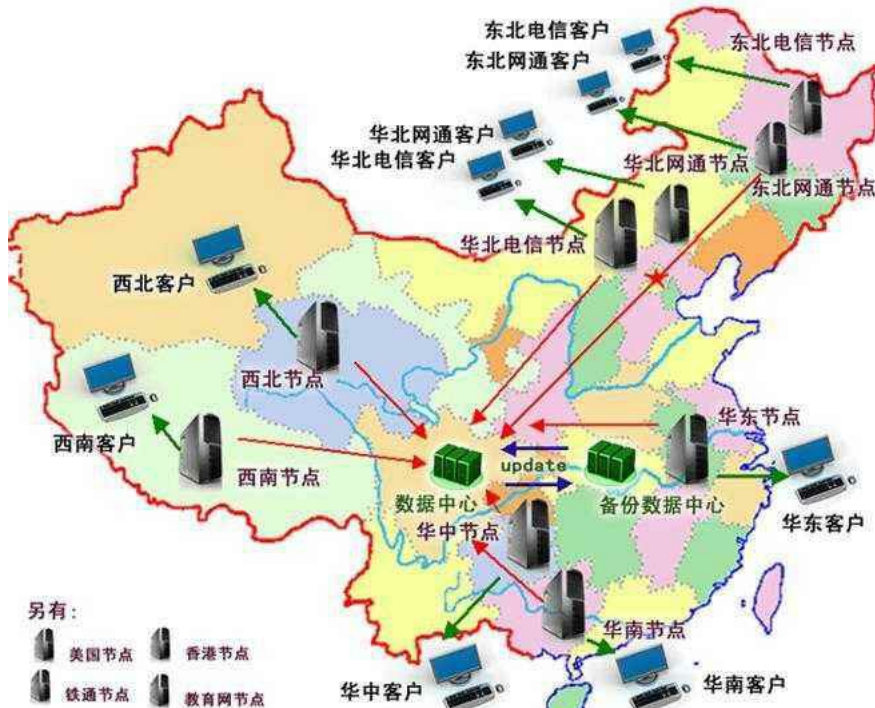 东北电信客户
东北电信节点
东北网通客户
华北网通客户
华北电信客户
华北网通节点
东北网通节点
华北电信节点
西北客户
西北节点
华东节点
西南客户
西南节点
update
数据中心
备份数据中心
华中节点
华东客户
另有：
华南节点
美国节点
香港节点
铁通节点
教育网节点
华中客户
华南客户